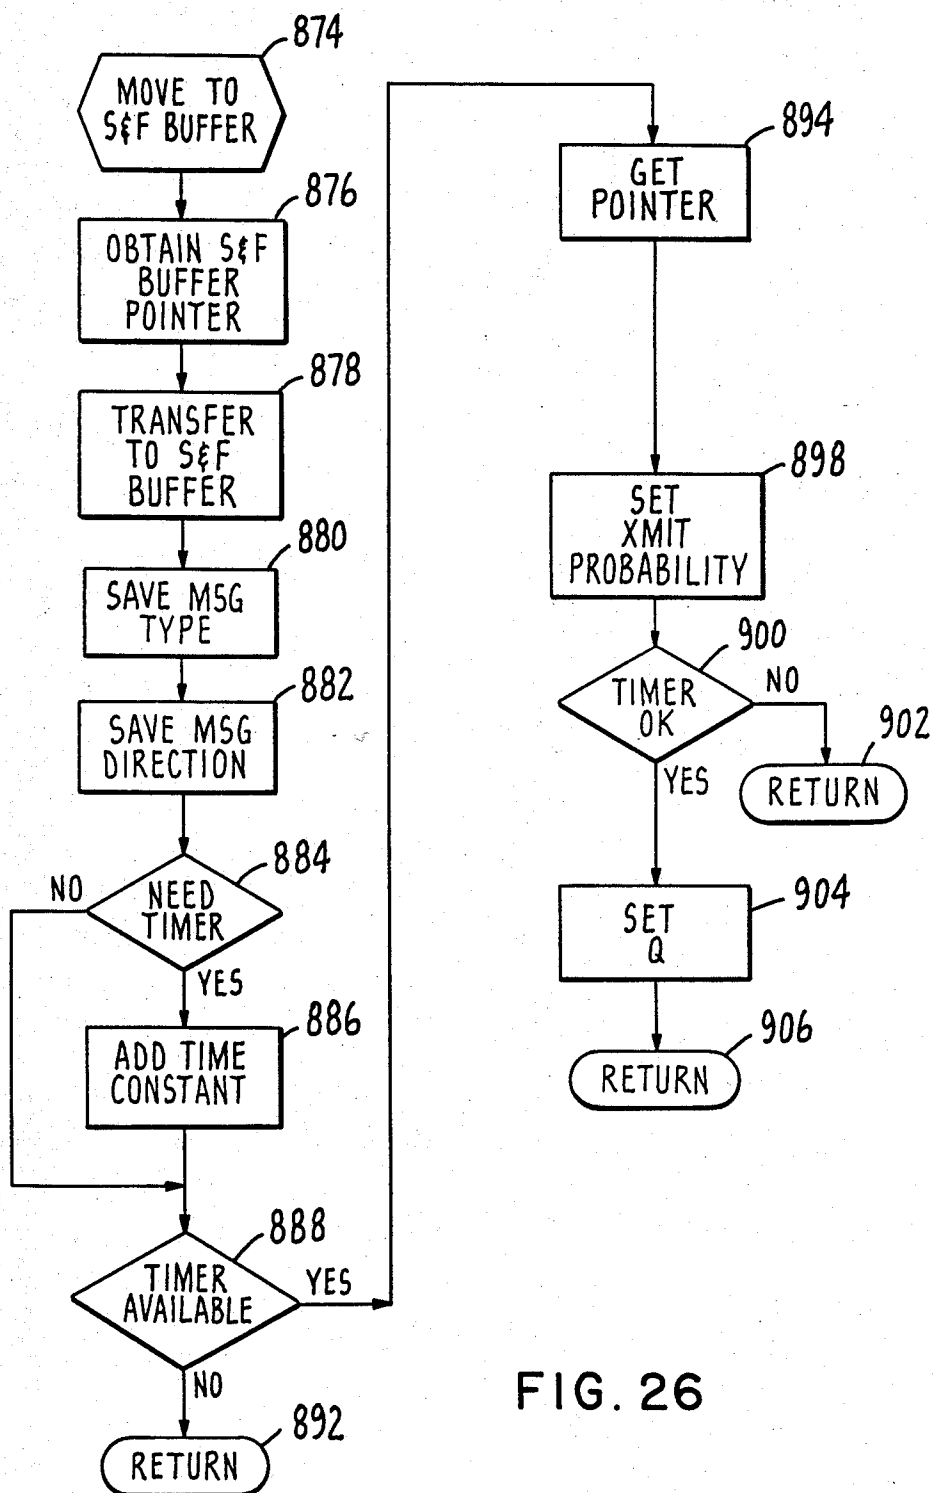 874
MOVE TO
S&F BUFFER
876
OBTAIN S&F
BUFFER
POINTER
878
TRANSFER
TO S&F
BUFFER
880
SAVE MSG
TYPE
882
SAVE MSG
DIRECTION
884
NO
NEED
TIMER
YES
886
ADD TIME
CONSTANT
888
TIMER
AVAILABLE
YES
NO
892
RETURN
894
GET
POINTER
898
SET
XMIT
PROBABILITY
900
TIMER
OK
NO
902
RETURN
YES
904
SET
Q
906
RETURN
FIG. 26